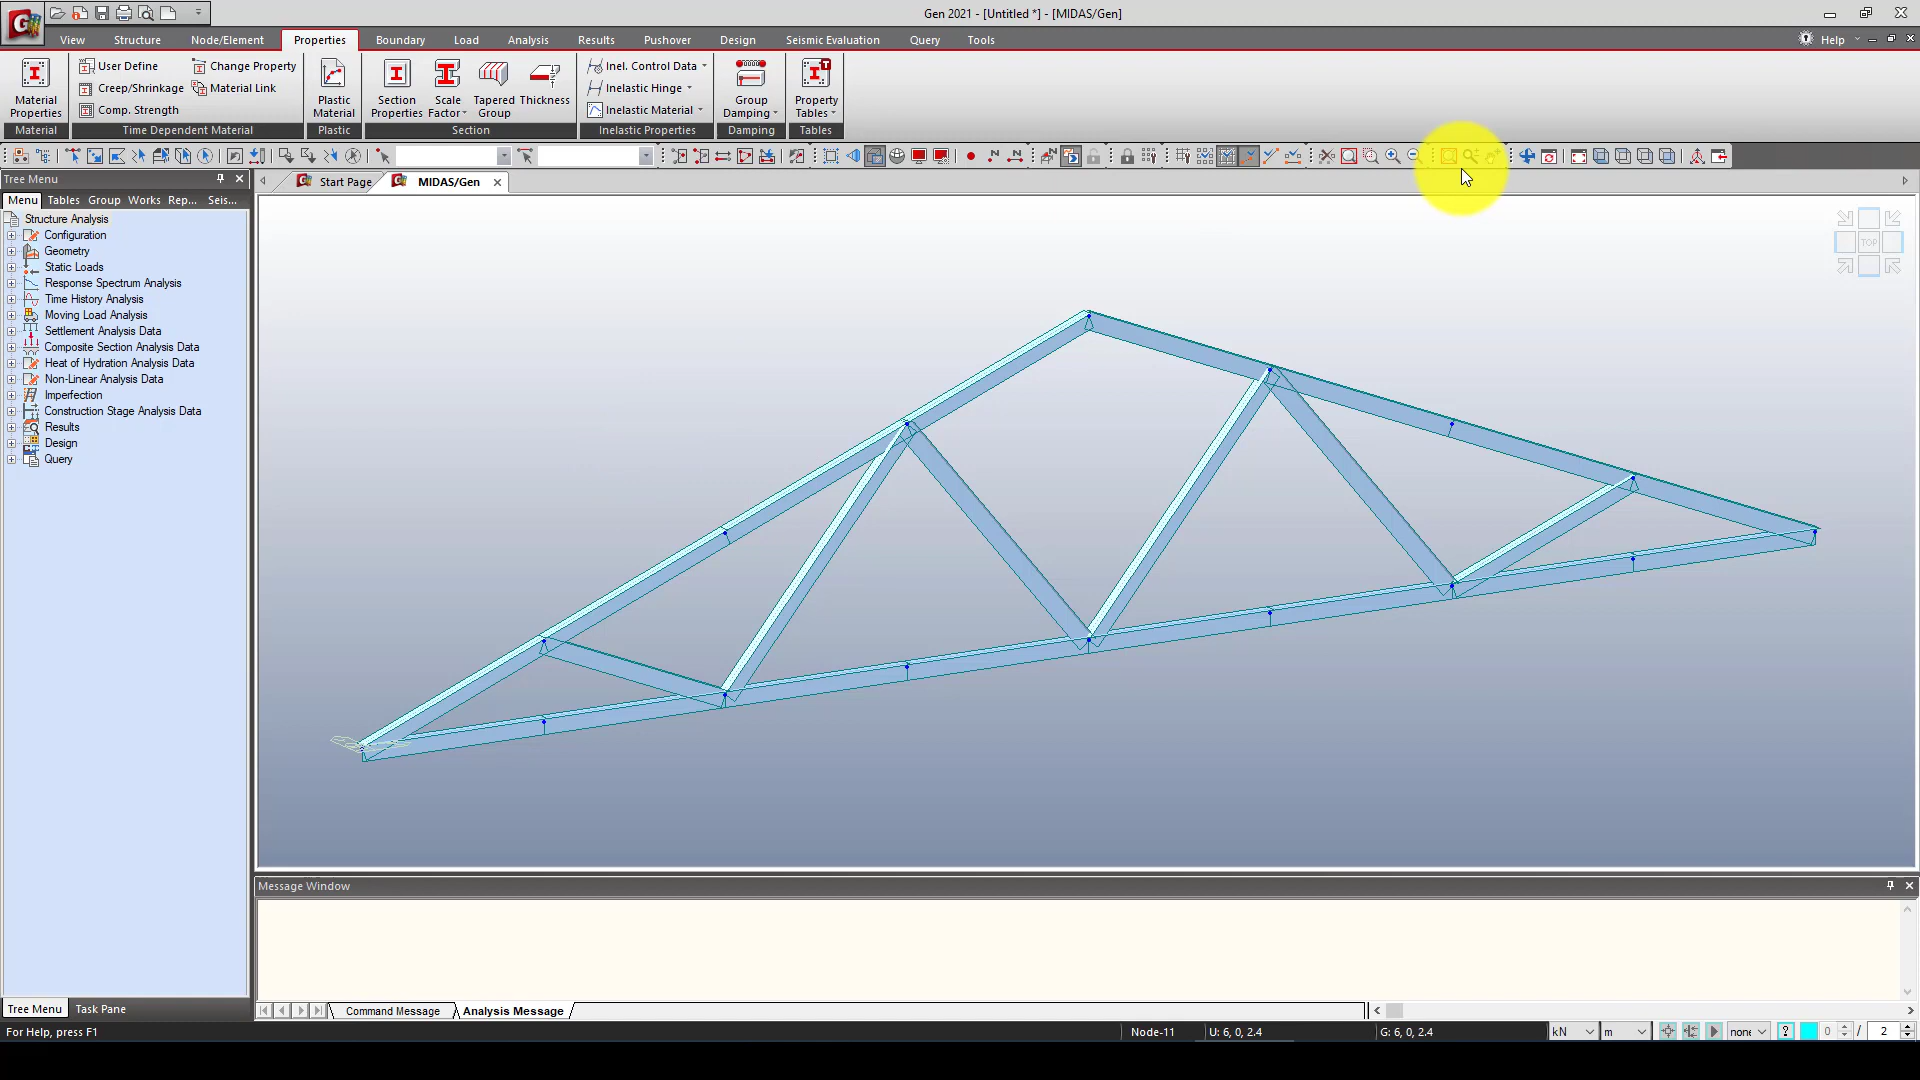 Gen 2021 - [Untitled *] - [MIDAS/Gen]
View Structure Node/Element Properties Boundary Load Analysis Results Pushover Design Seismic Evaluation Query Tools Help
Material Properties
User Define
Creep/Shrinkage
Comp. Strength
Change Property
Material Link
Plastic Material
Section Properties
Scale Factor
Tapered Group
Thickness
Inel. Control Data
Inelastic Hinge
Inelastic Material
Group Damping
Property Tables
Material Time Dependent Material Plastic Section Inelastic Properties Damping Tables
Tree Menu
Start Page MIDAS/Gen
Menu Tables Group Works Rep... Seis...
Structure Analysis
Configuration
Geometry
Static Loads
Response Spectrum Analysis
Time History Analysis
Moving Load Analysis
Settlement Analysis Data
Composite Section Analysis Data
Heat of Hydration Analysis Data
Non-Linear Analysis Data
Imperfection
Construction Stage Analysis Data
Results
Design
Query
TOP
Message Window
Tree Menu Task Pane
Command Message Analysis Message
For Help, press F1 Node-11 U: 6, 0, 2.4 G: 6, 0, 2.4 kN m none ? 0 / 2